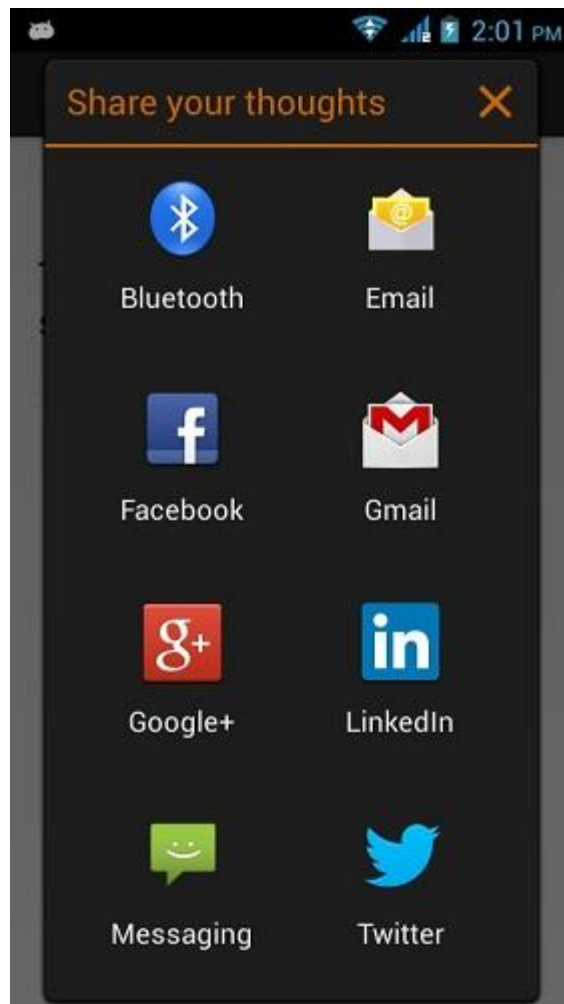 2:01 PM
Share your thoughts
Bluetooth Email
Facebook Gmail
Google+ LinkedIn
Messaging Twitter